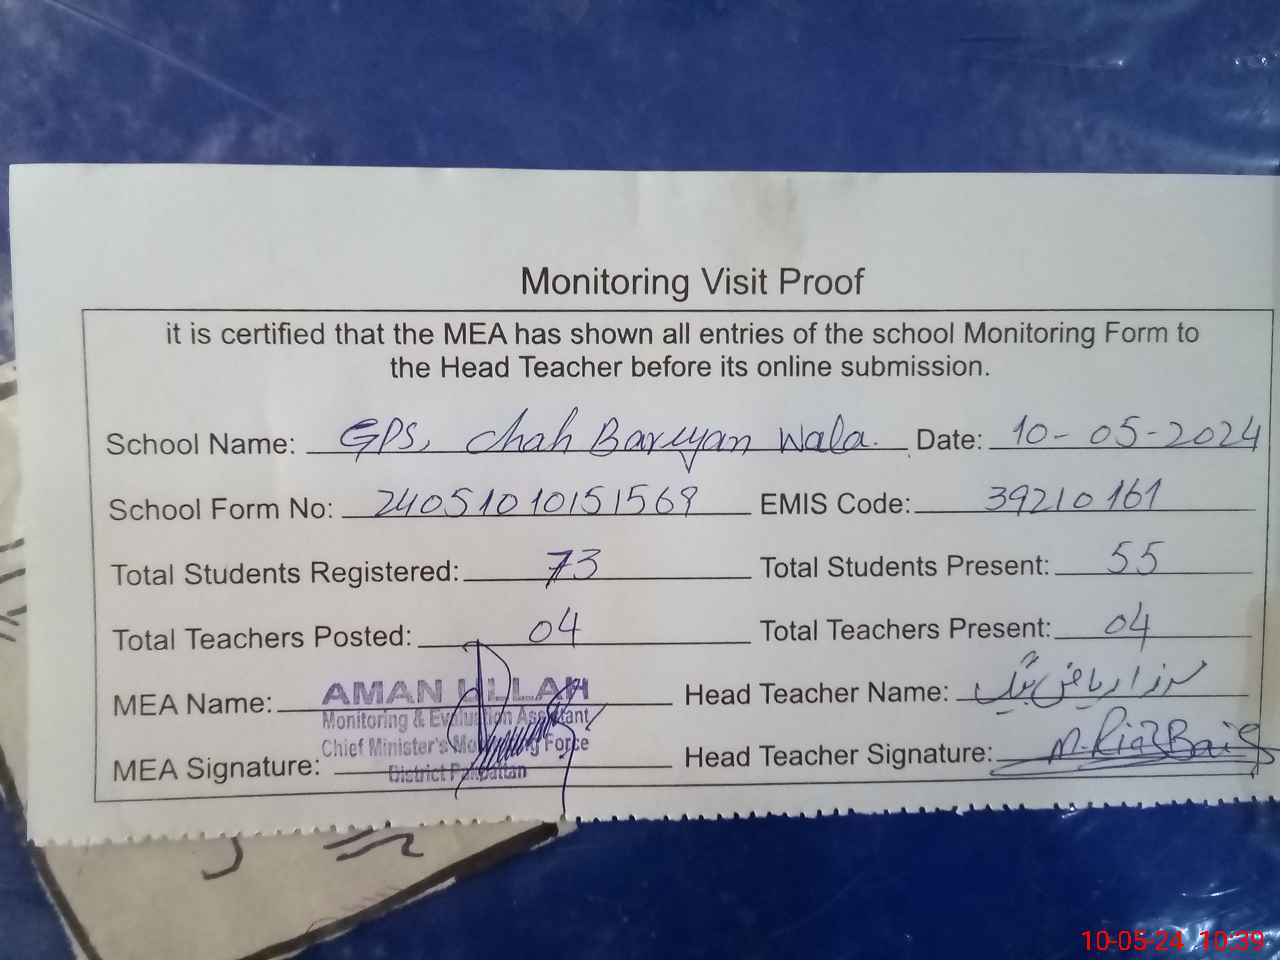 Monitoring Visit Proof
it is certified that the MEA has shown all entries of the school Monitoring Form to
the Head Teacher before its online submission.
School Name: GPS, Chah Bariyan Wala. Date: 10-05-2024
School Form No: 24051010151569 EMIS Code: 39210161
Total Students Registered: 73 Total Students Present: 55
Total Teachers Posted: 04 Total Teachers Present: 04
MEA Name: AMAN ULLAH Head Teacher Name: مرزا ریاض بیگ
Monitoring & Evaluation Assistant
Chief Minister's Monitoring Force
MEA Signature: Head Teacher Signature: M.Riaz Baig
District Pakpattan
10-05-24 10:39